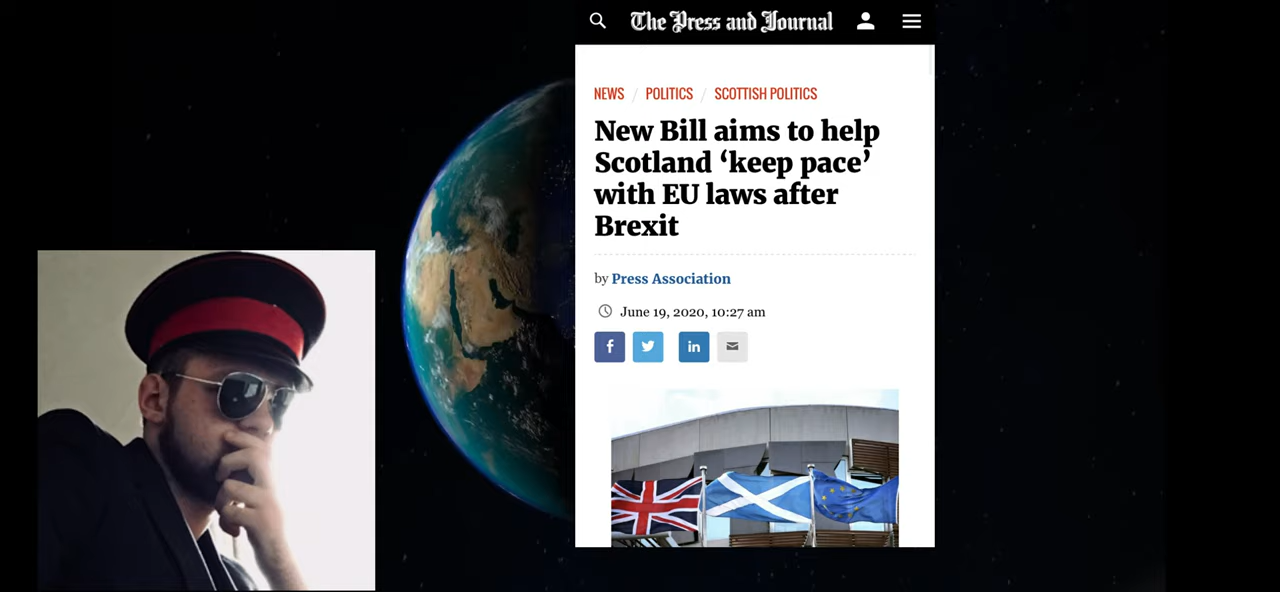 The Press and Journal
NEWS / POLITICS / SCOTTISH POLITICS
New Bill aims to help
Scotland ‘keep pace’
with EU laws after
Brexit
by Press Association
June 19, 2020, 10:27 am
f
in